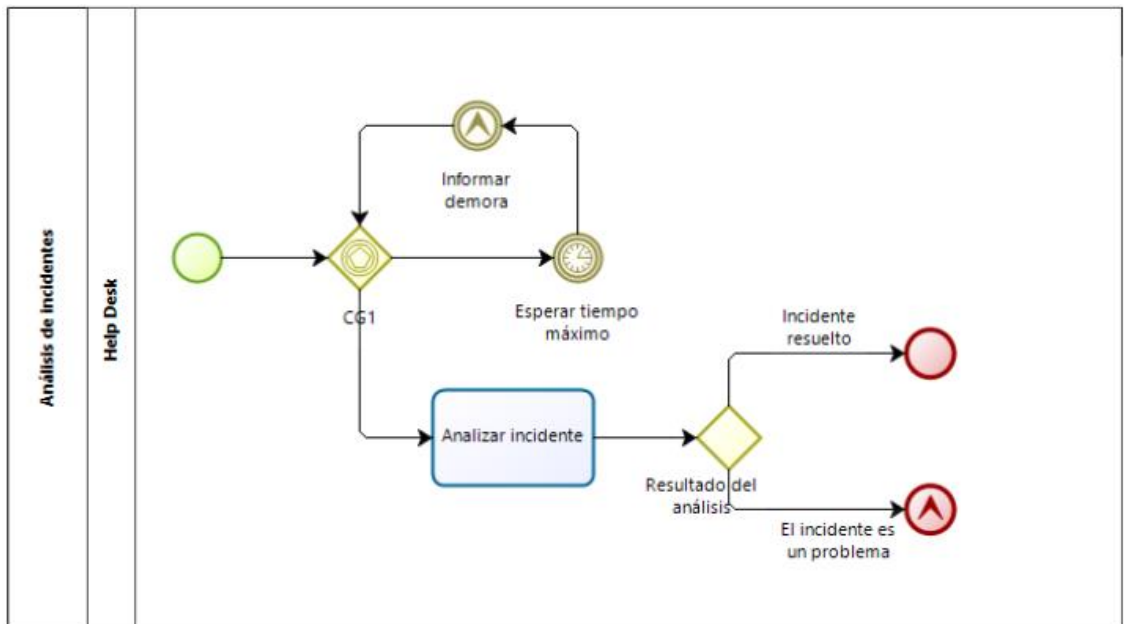 Análisis de incidentes
Help Desk
Informar
demora
CG1
Esperar tiempo
máximo
Incidente
resuelto
Analizar incidente
Resultado del
análisis
El incidente es
un problema